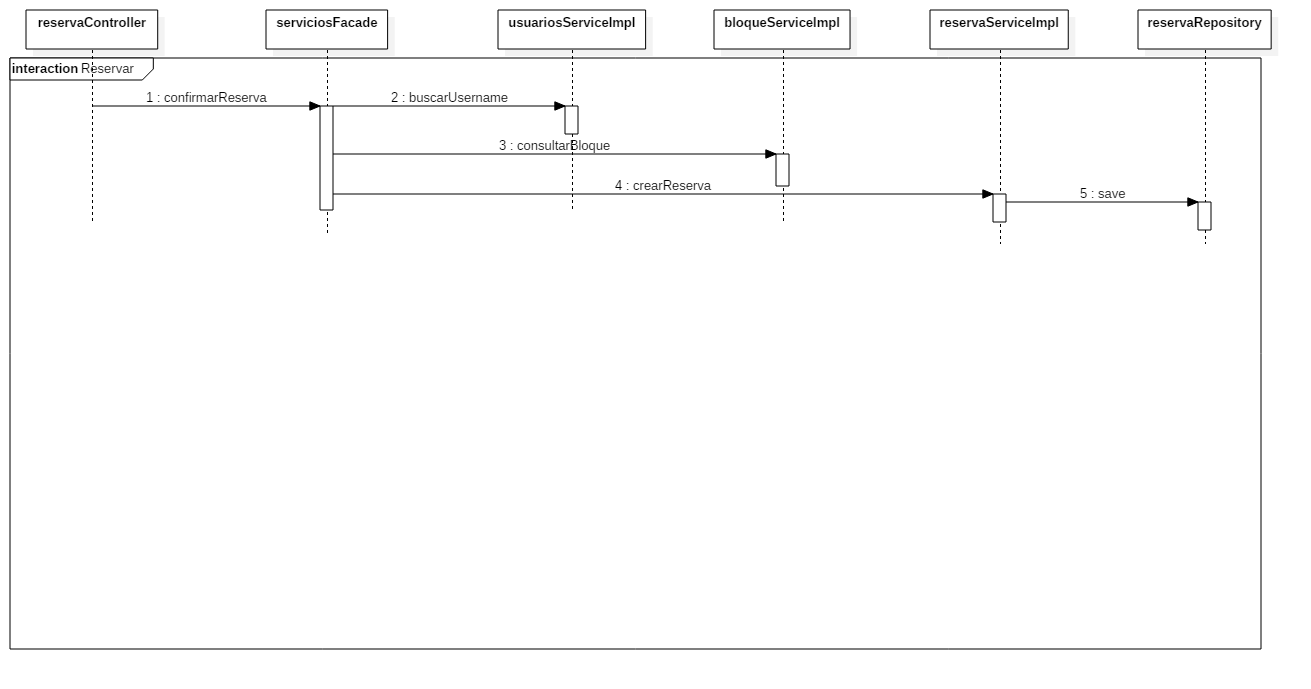 reservaController
serviciosFacade
usuariosServiceImpl
bloqueServiceImpl
reservaServiceImpl
reservaRepository
interaction Reservar
1 : confirmarReserva
2 : buscarUsername
3 : consultarBloque
4 : crearReserva
5 : save